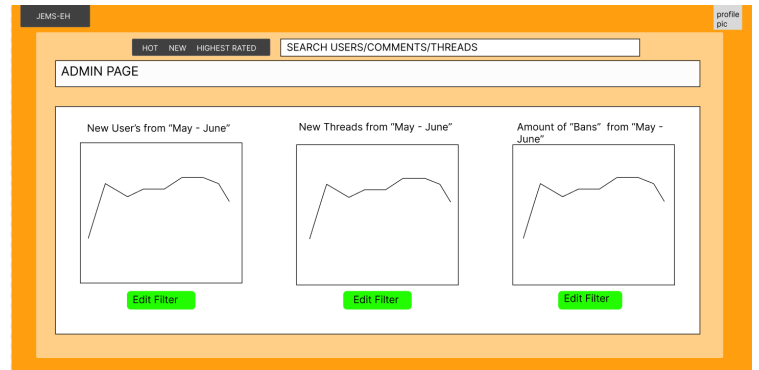 JEMS-EH
profile
pic
HOT NEW HIGHEST RATED
SEARCH USERS/COMMENTS/THREADS
ADMIN PAGE
New User's from "May - June"
New Threads from "May - June"
Amount of "Bans" from "May -
June"
Edit Filter
Edit Filter
Edit Filter